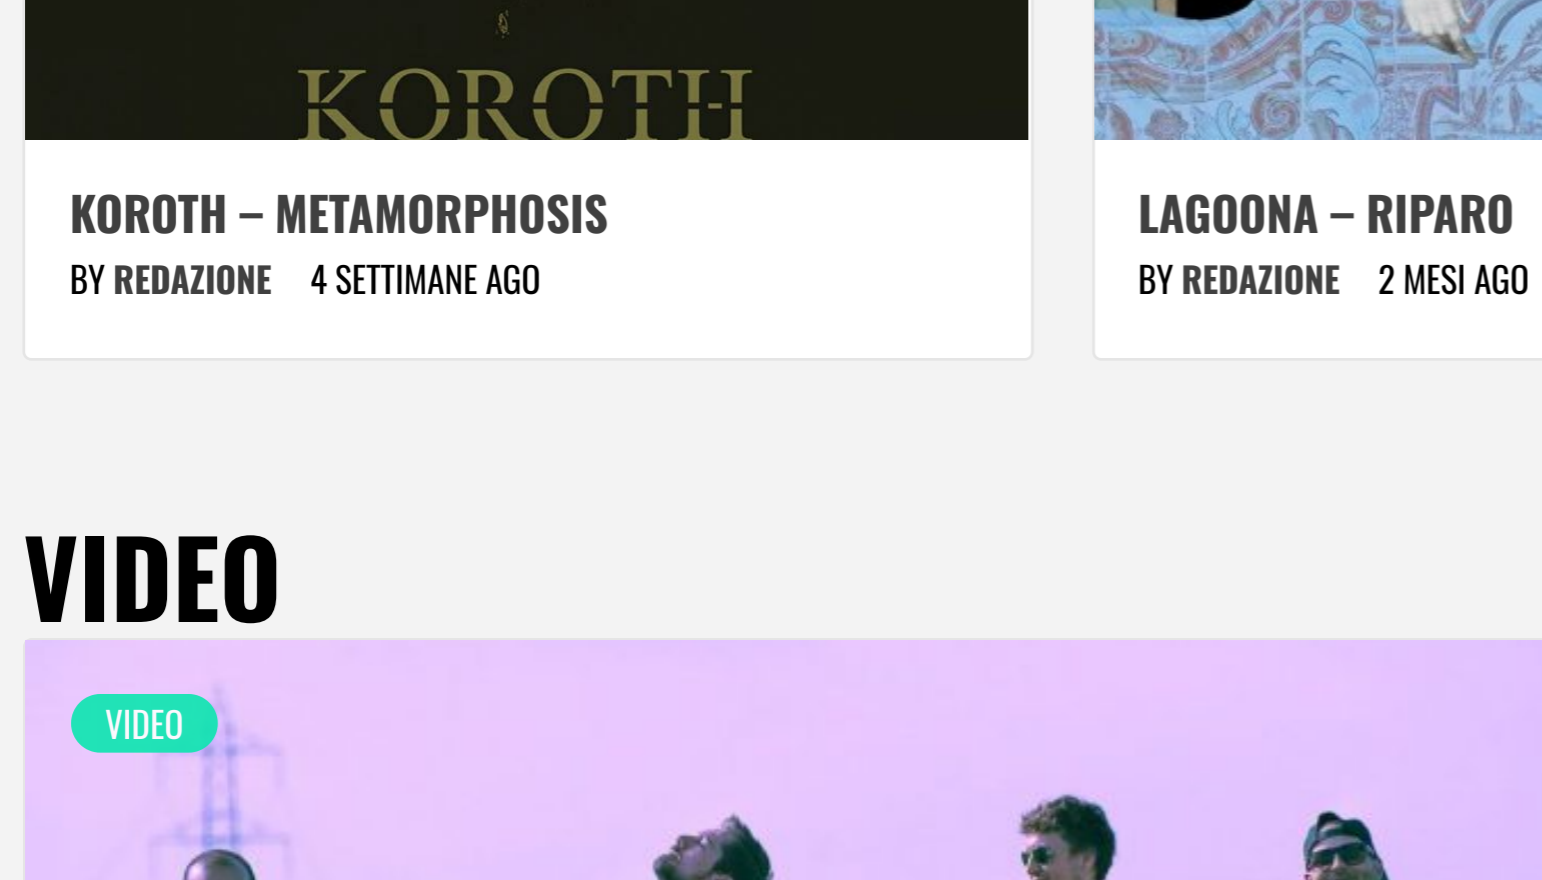 KOROTH
KOROTH – METAMORPHOSIS
BY REDAZIONE 4 SETTIMANE AGO
LAGOONA – RIPARO
BY REDAZIONE 2 MESI AGO
VIDEO
VIDEO